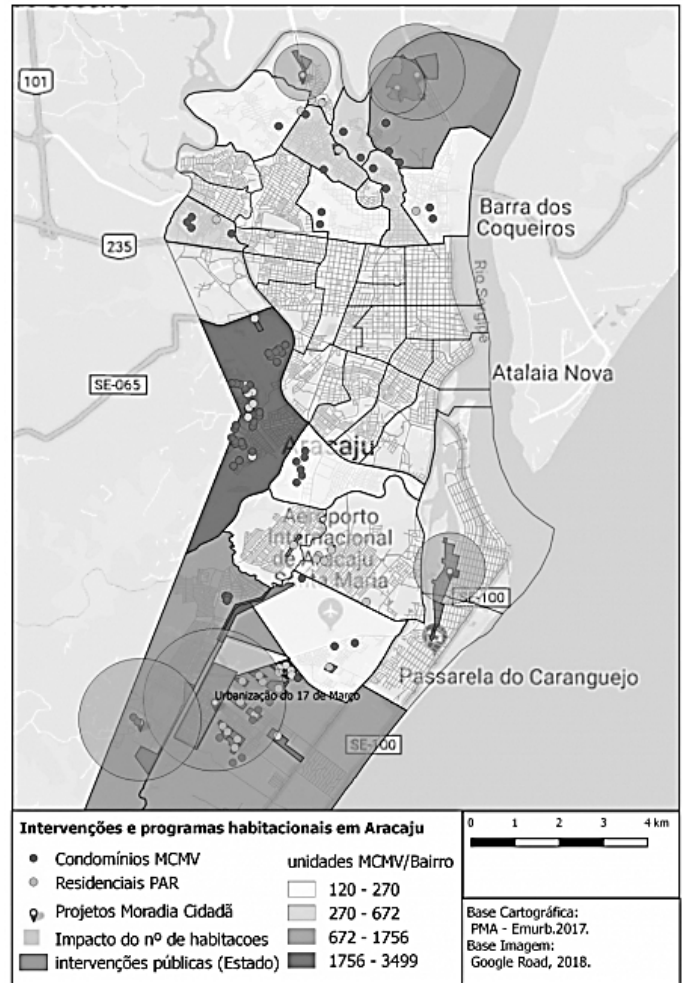 101
235
Barra dos
Coqueiros
Rio Sergipe
SE-065
Atalaia Nova
Aracaju
Aeroporto
Internacional
de Aracaju
Santa Maria
SE-100
Passarela do Caranguejo
Urbanização do 17 de Março
SE-100
Intervenções e programas habitacionais em Aracaju
Condomínios MCMV
Residenciais PAR
Projetos Moradia Cidadã
Impacto do nº de habitacoes
intervenções públicas (Estado)
unidades MCMV/Bairro
120 - 270
270 - 672
672 - 1756
1756 - 3499
0 1 2 3 4 km
Base Cartográfica:
PMA - Emurb.2017.
Base Imagem:
Google Road, 2018.